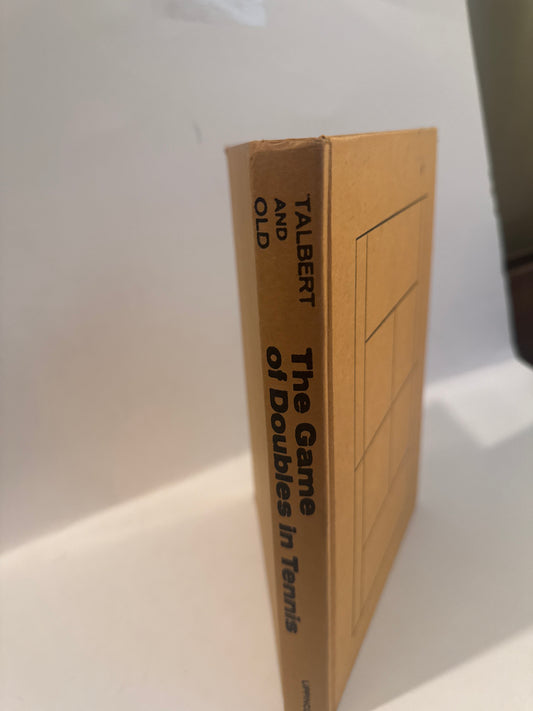 TALBERT
AND
OLD
The Game
of Doubles in Tennis